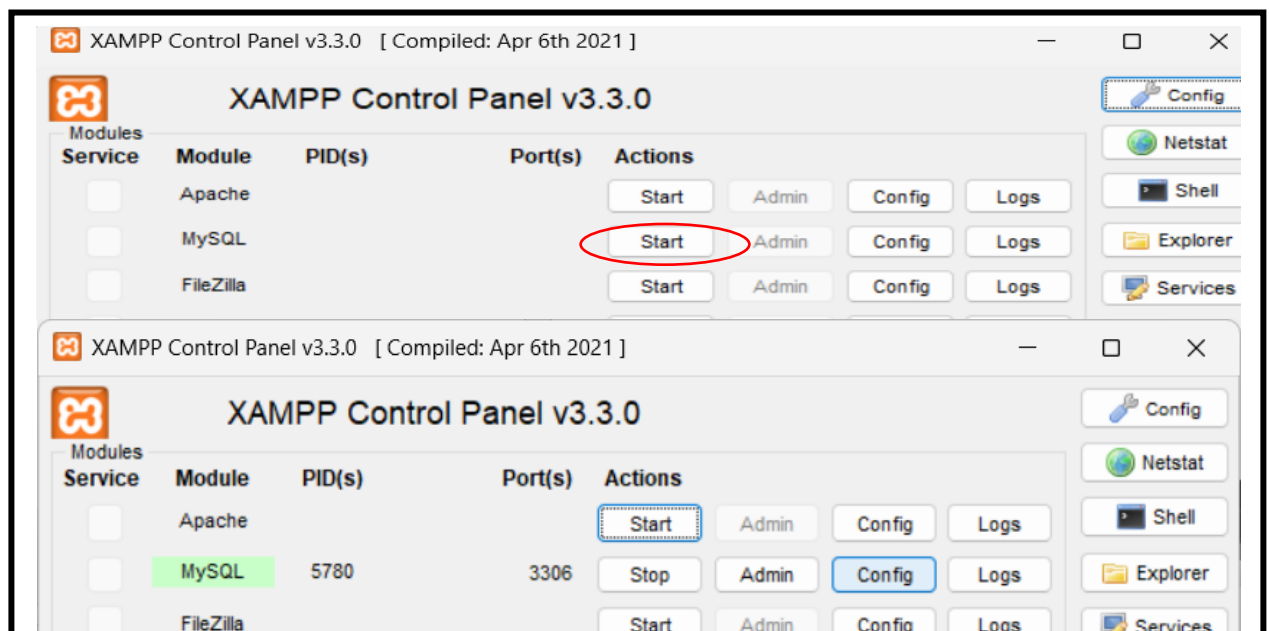 XAMPP Control Panel v3.3.0 [ Compiled: Apr 6th 2021 ]
XAMPP Control Panel v3.3.0 Config
Modules
Netstat
Service Module PID(s) Port(s) Actions
Apache Start Admin Config Logs Shell
MySQL Start Admin Config Logs Explorer
FileZilla Start Admin Config Logs Services
XAMPP Control Panel v3.3.0 [ Compiled: Apr 6th 2021 ]
XAMPP Control Panel v3.3.0 Config
Modules
Netstat
Service Module PID(s) Port(s) Actions
Apache Start Admin Config Logs Shell
MySQL 5780 3306 Stop Admin Config Logs Explorer
FileZilla Start Admin Config Logs Services